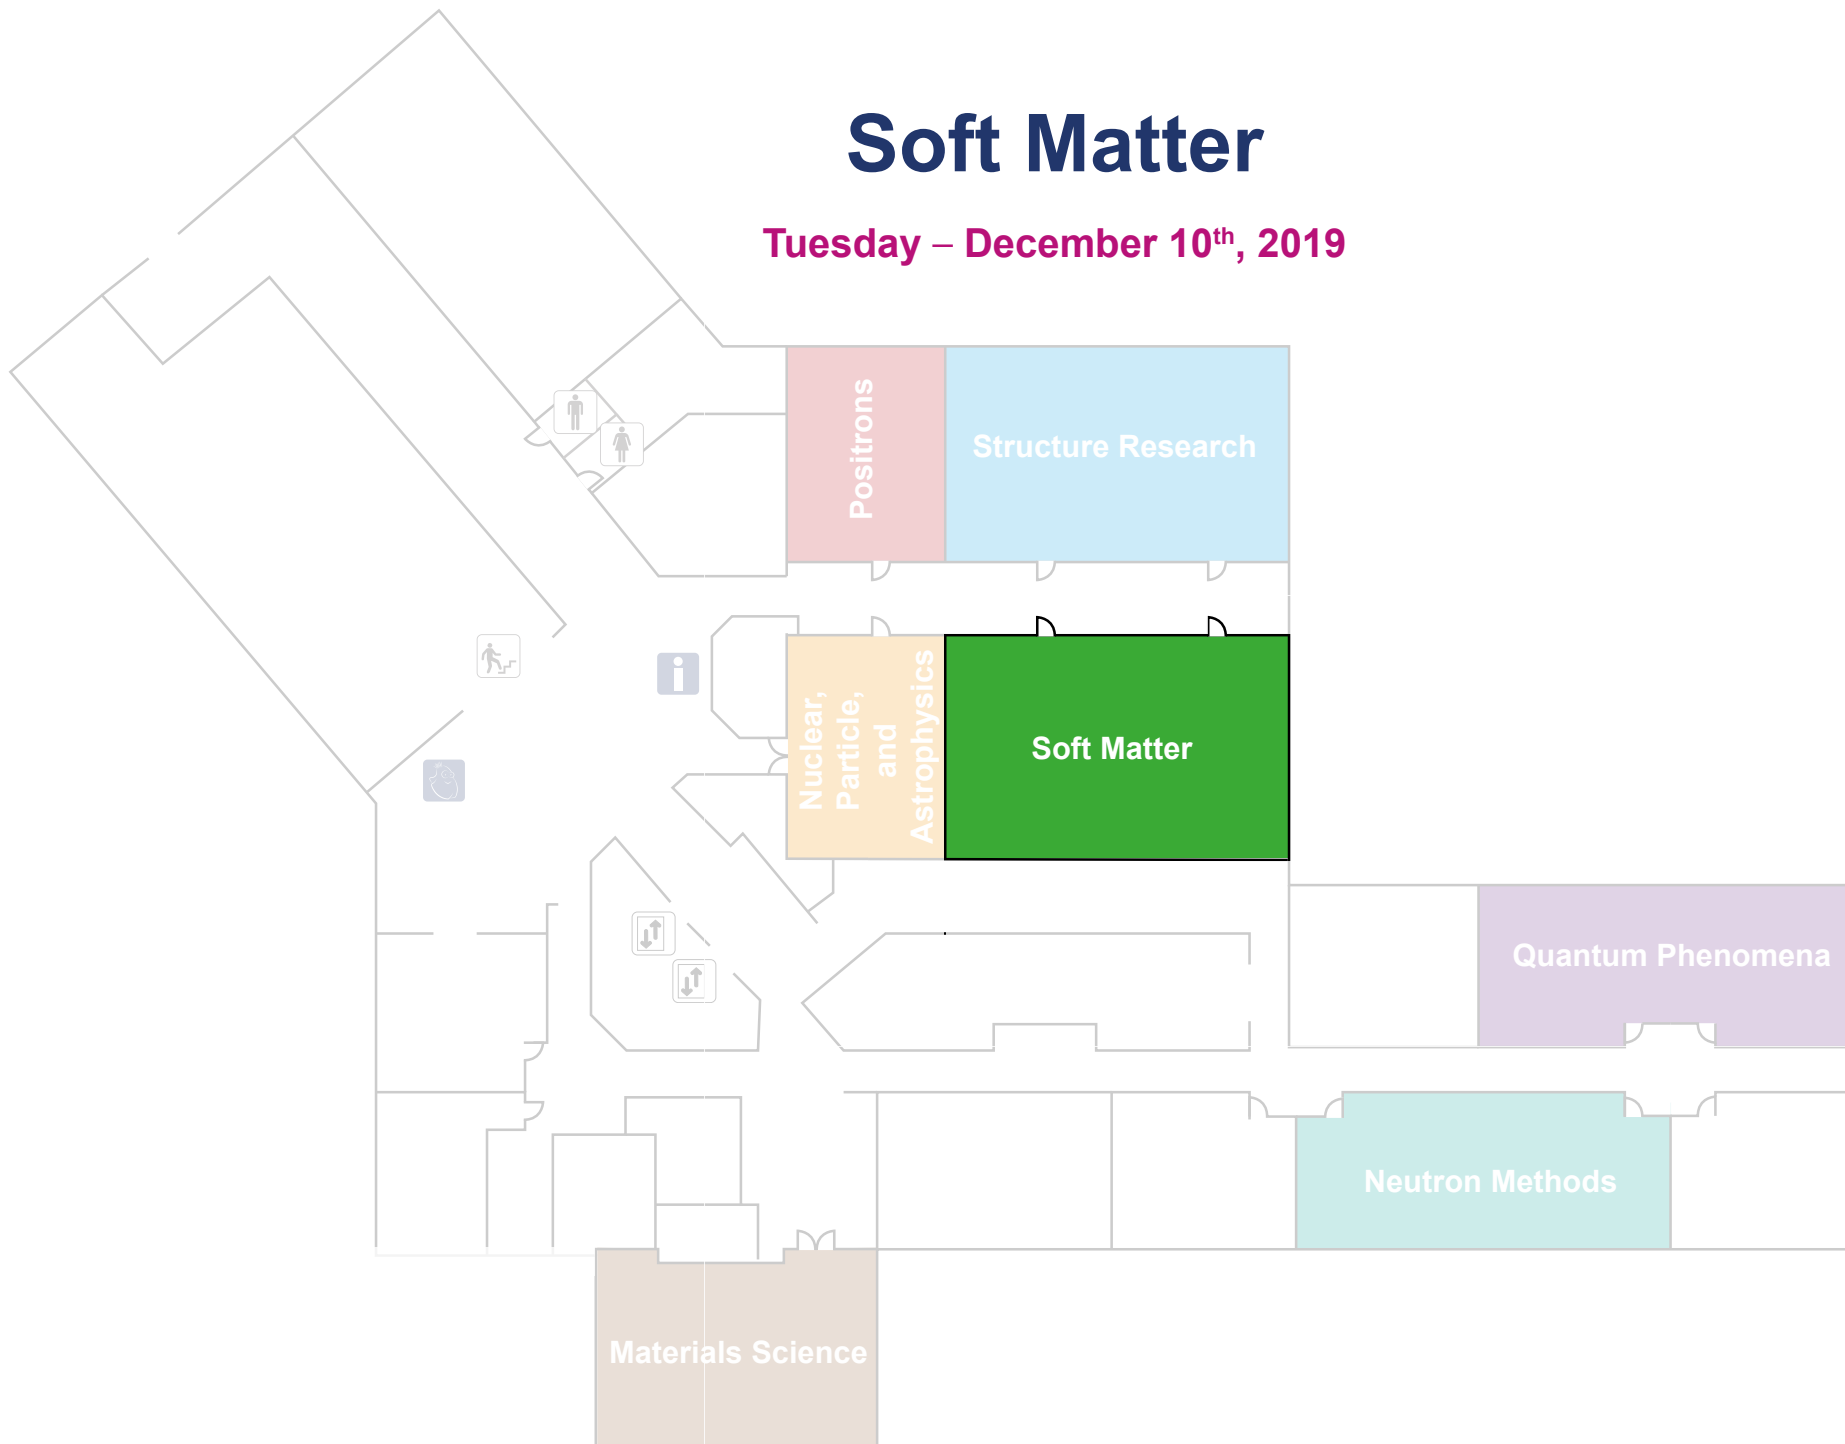 Soft Matter
Tuesday – December 10th, 2019
Positrons
Structure Research
Nuclear,
Particle,
and
Astrophysics
Soft Matter
Quantum Phenomena
Neutron Methods
Materials Science